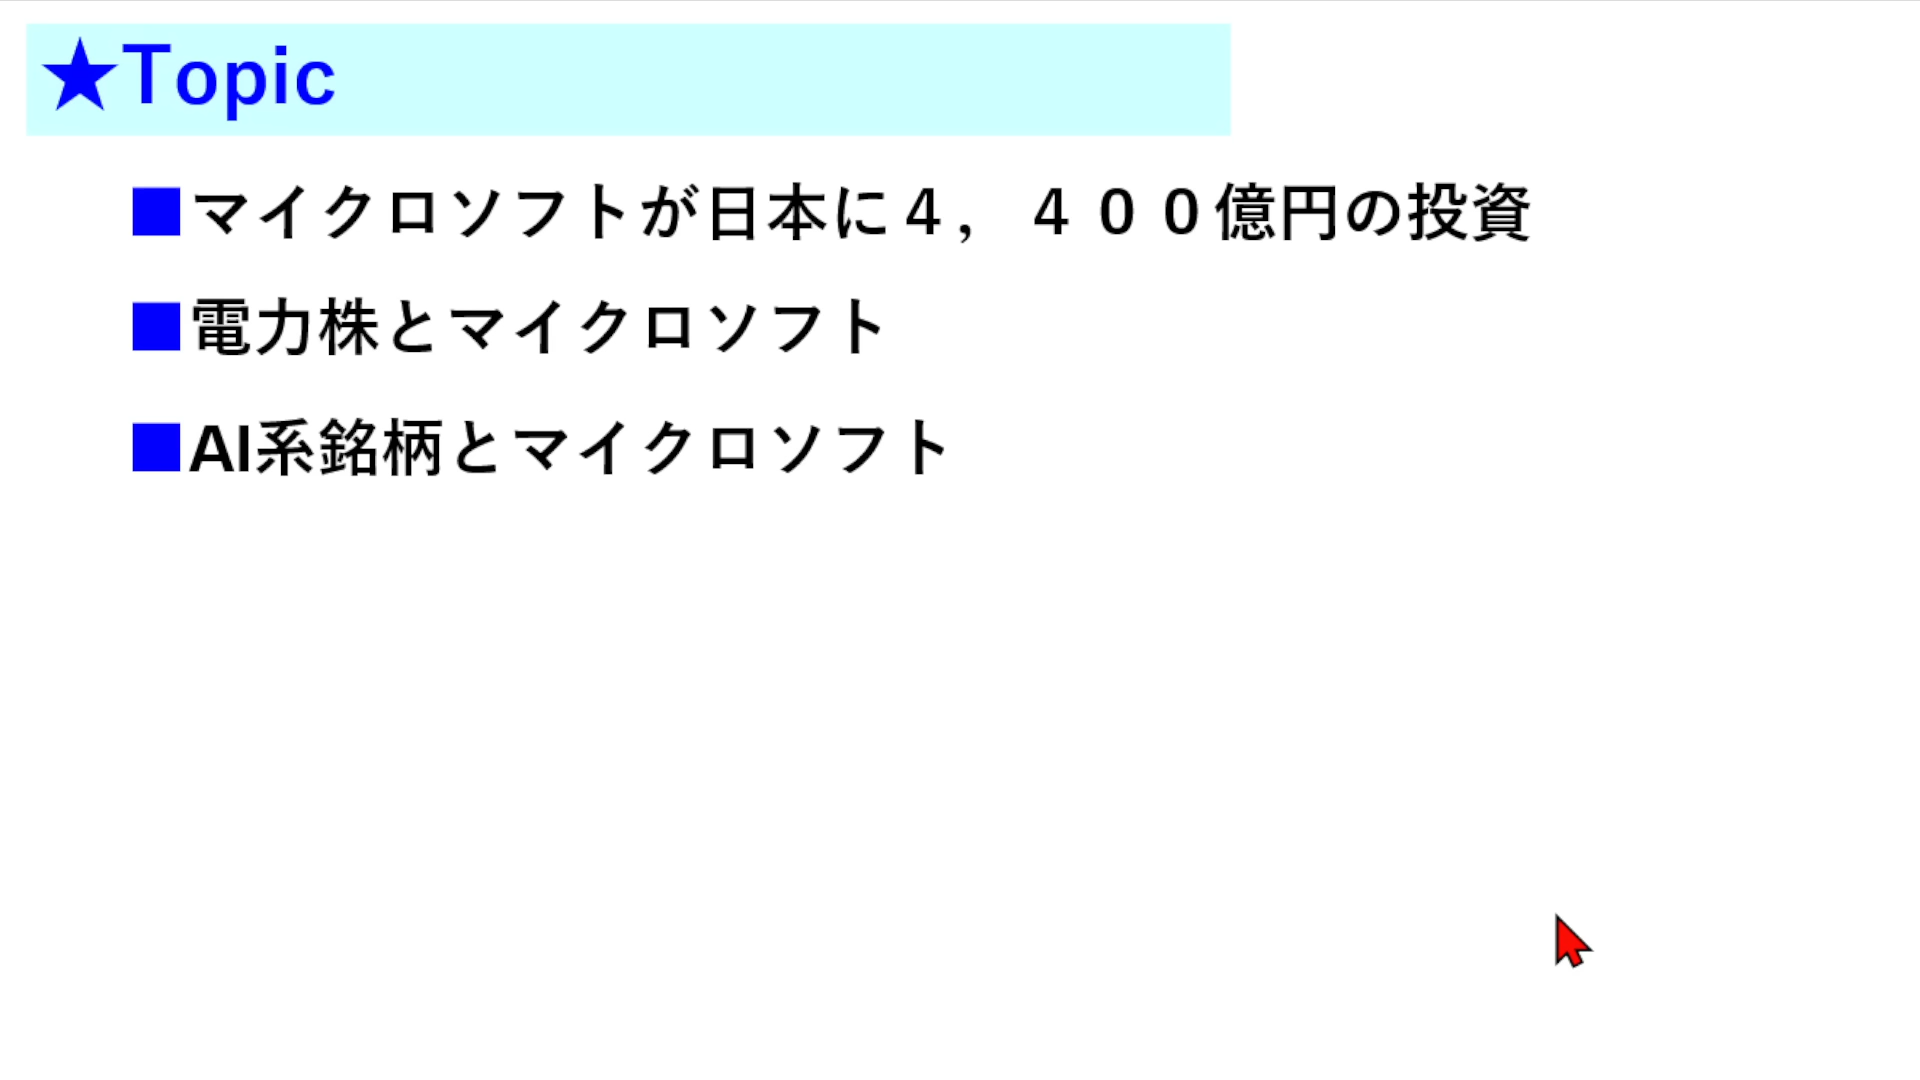 ★Topic
■マイクロソフトが日本に４，４００億円の投資
■電力株とマイクロソフト
■AI系銘柄とマイクロソフト